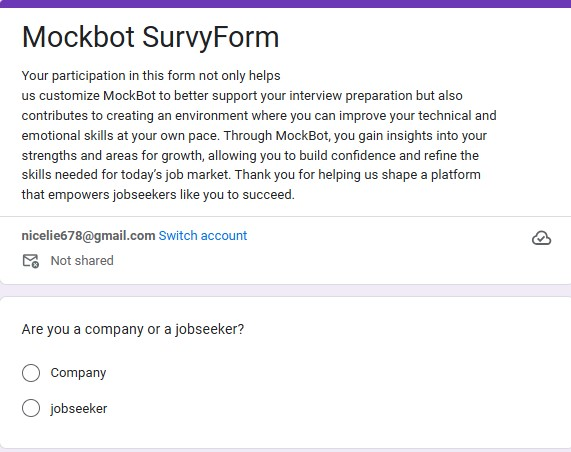 Mockbot SurvyForm
Your participation in this form not only helps
us customize MockBot to better support your interview preparation but also
contributes to creating an environment where you can improve your technical and
emotional skills at your own pace. Through MockBot, you gain insights into your
strengths and areas for growth, allowing you to build confidence and refine the
skills needed for today's job market. Thank you for helping us shape a platform
that empowers jobseekers like you to succeed.
nicelie678@gmail.com Switch account
Not shared
Are you a company or a jobseeker?
Company
jobseeker